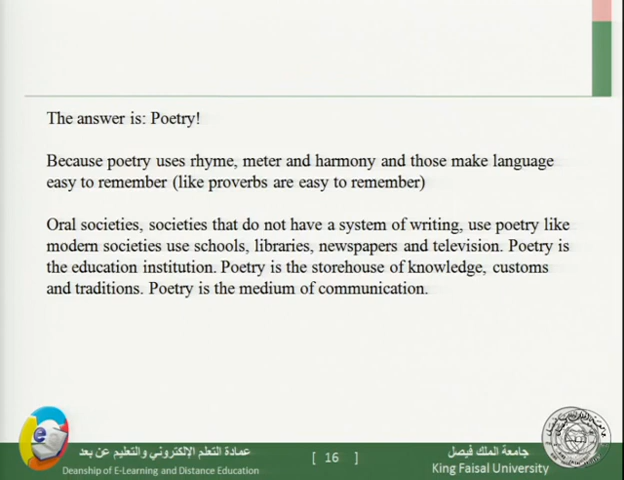 The answer is: Poetry!
Because poetry uses rhyme, meter and harmony and those make language
easy to remember (like proverbs are easy to remember)
Oral societies, societies that do not have a system of writing, use poetry like
modern societies use schools, libraries, newspapers and television. Poetry is
the education institution. Poetry is the storehouse of knowledge, customs
and traditions. Poetry is the medium of communication.
عمادة التعلم الإلكتروني والتعليم عن بعد
Deanship of E-Learning and Distance Education
[ 16 ]
جامعة الملك فيصل
King Faisal University